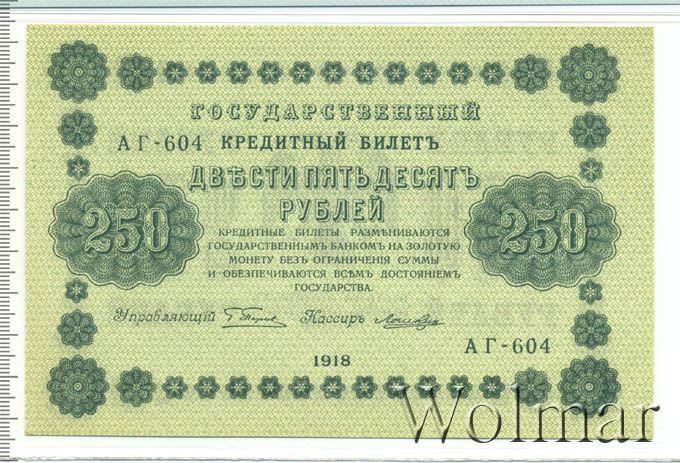 ГОСУДАРСТВЕННЫЙ
АГ-604 КРЕДИТНЫЙ БИЛЕТЪ
ДВѢСТИ ПЯТЬДЕСЯТЪ
РУБЛЕЙ
250 250
КРЕДИТНЫЕ БИЛЕТЫ РАЗМѢНИВАЮТСЯ
ГОСУДАРСТВЕННЫМЪ БАНКОМЪ НА ЗОЛОТУЮ
МОНЕТУ БЕЗЪ ОГРАНИЧЕНІЯ СУММЫ
И ОБЕЗПЕЧИВАЮТСЯ ВСѢМЪ ДОСТОЯНІЕМЪ
ГОСУДАРСТВА.
Управляющій Кассиръ
1918
АГ-604
Wolmar